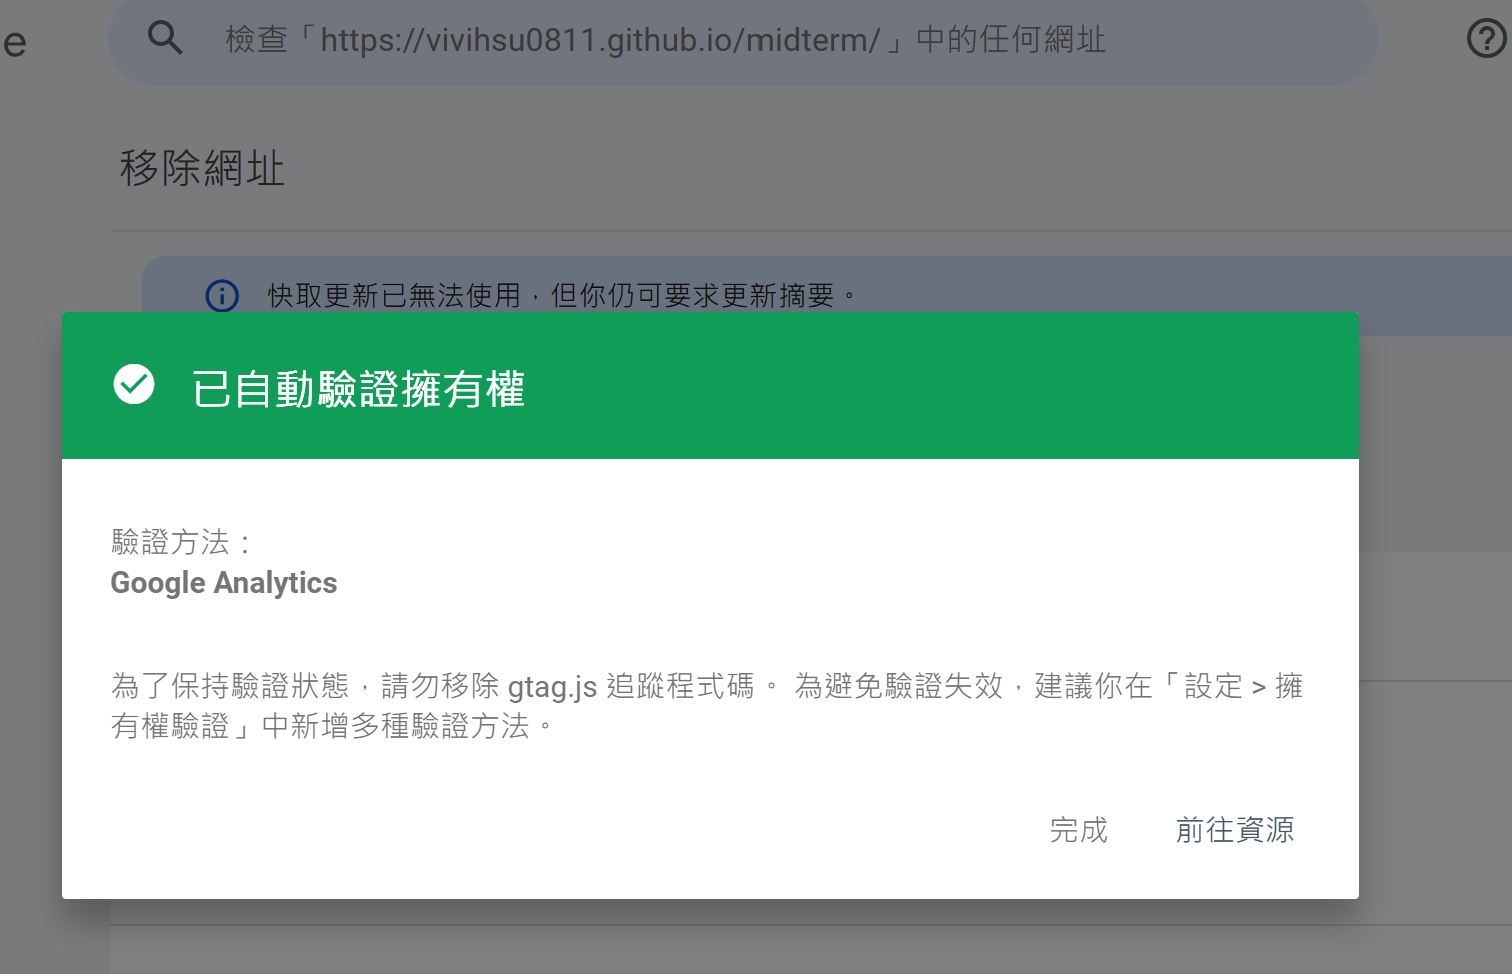 e
檢查「https://vivihsu0811.github.io/midterm/」中的任何網址
移除網址
快取更新已無法使用，但你仍可要求更新摘要。
已自動驗證擁有權
驗證方法：
Google Analytics
為了保持驗證狀態，請勿移除 gtag.js 追蹤程式碼。 為避免驗證失效，建議你在「設定 > 擁
有權驗證」中新增多種驗證方法。
完成
前往資源